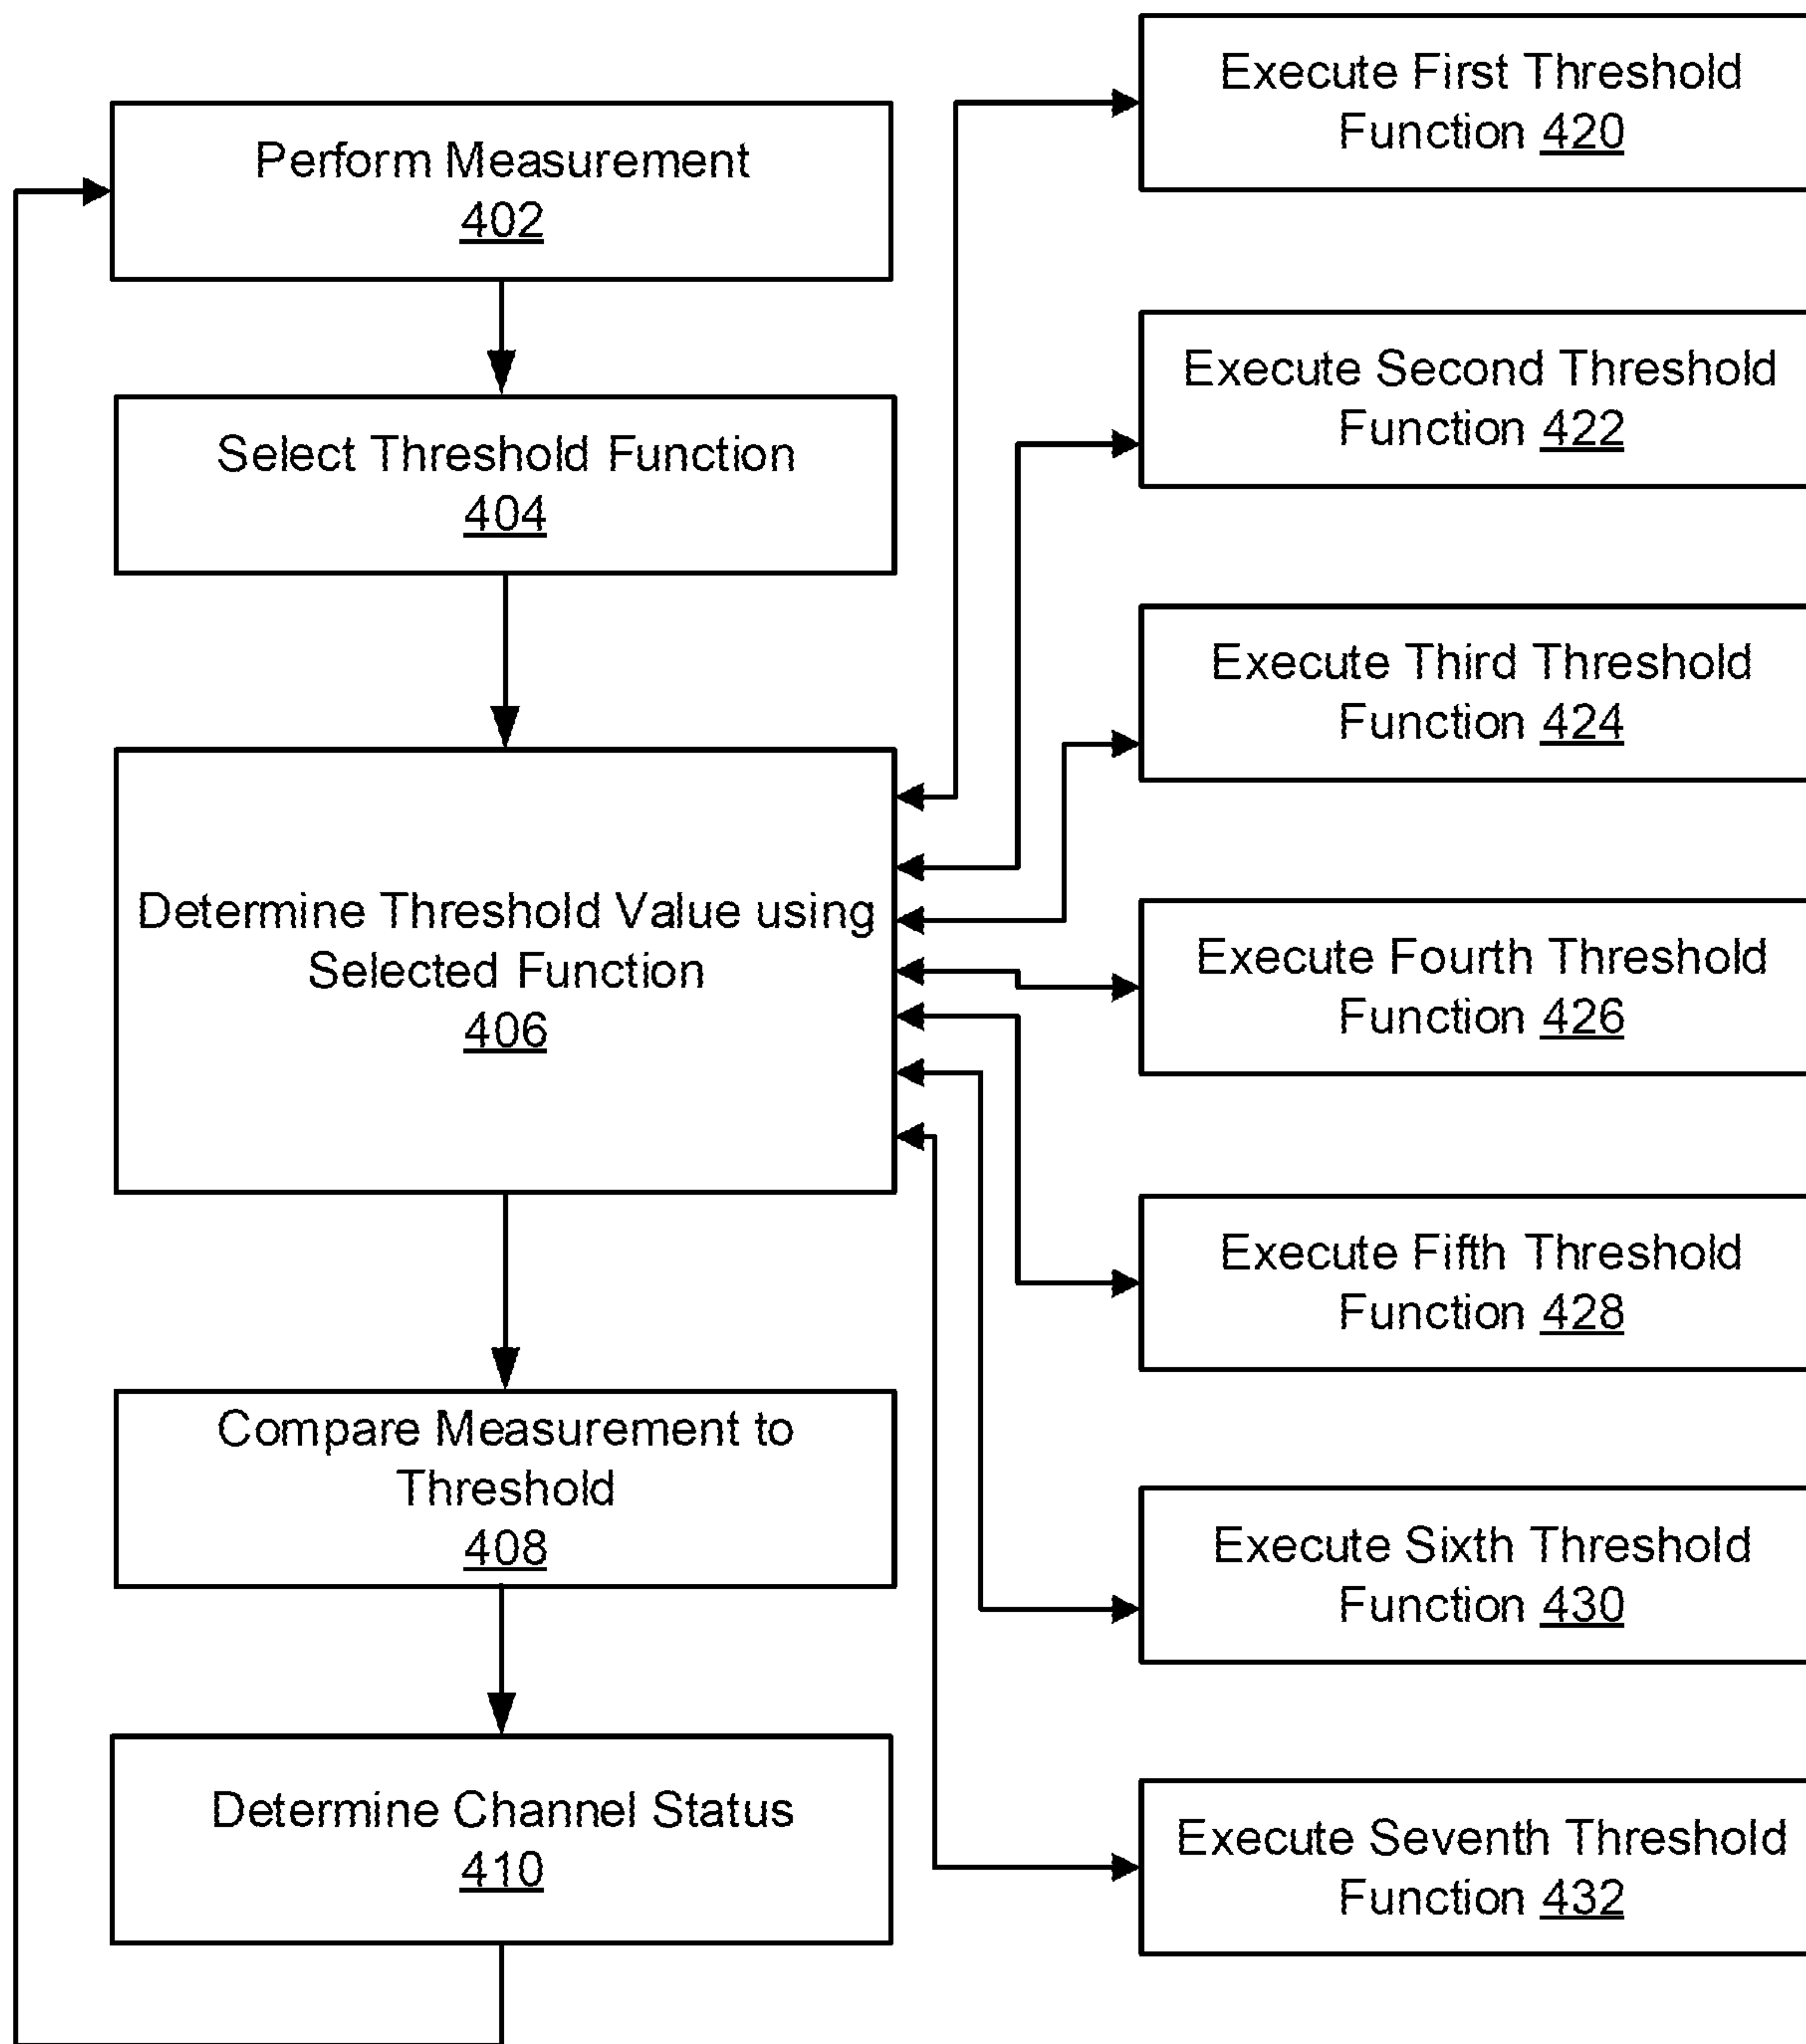 Perform Measurement
402
Select Threshold Function
404
Determine Threshold Value using
Selected Function
406
Compare Measurement to
Threshold
408
Determine Channel Status
410
Execute First Threshold
Function 420
Execute Second Threshold
Function 422
Execute Third Threshold
Function 424
Execute Fourth Threshold
Function 426
Execute Fifth Threshold
Function 428
Execute Sixth Threshold
Function 430
Execute Seventh Threshold
Function 432